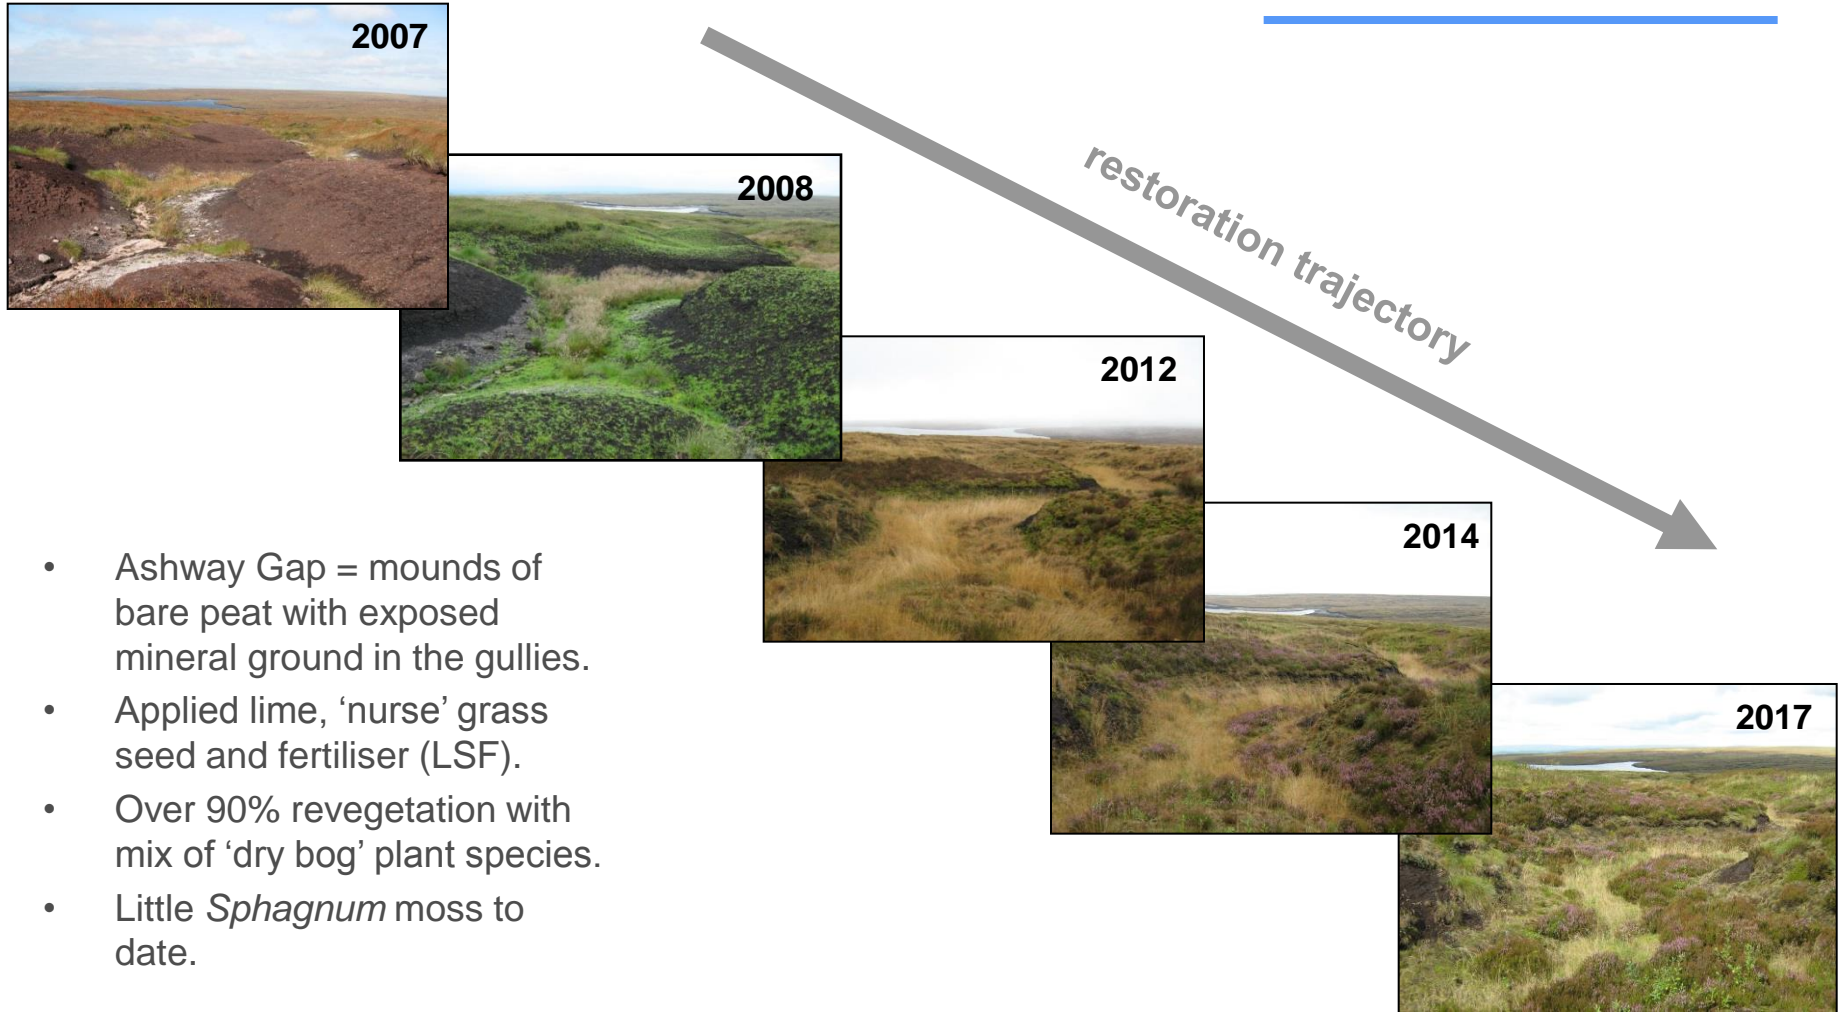 2007
2008
restoration trajectory
2012
2014
2017
• Ashway Gap = mounds of
bare peat with exposed
mineral ground in the gullies.
• Applied lime, ‘nurse’ grass
seed and fertiliser (LSF).
• Over 90% revegetation with
mix of ‘dry bog’ plant species.
• Little Sphagnum moss to
date.